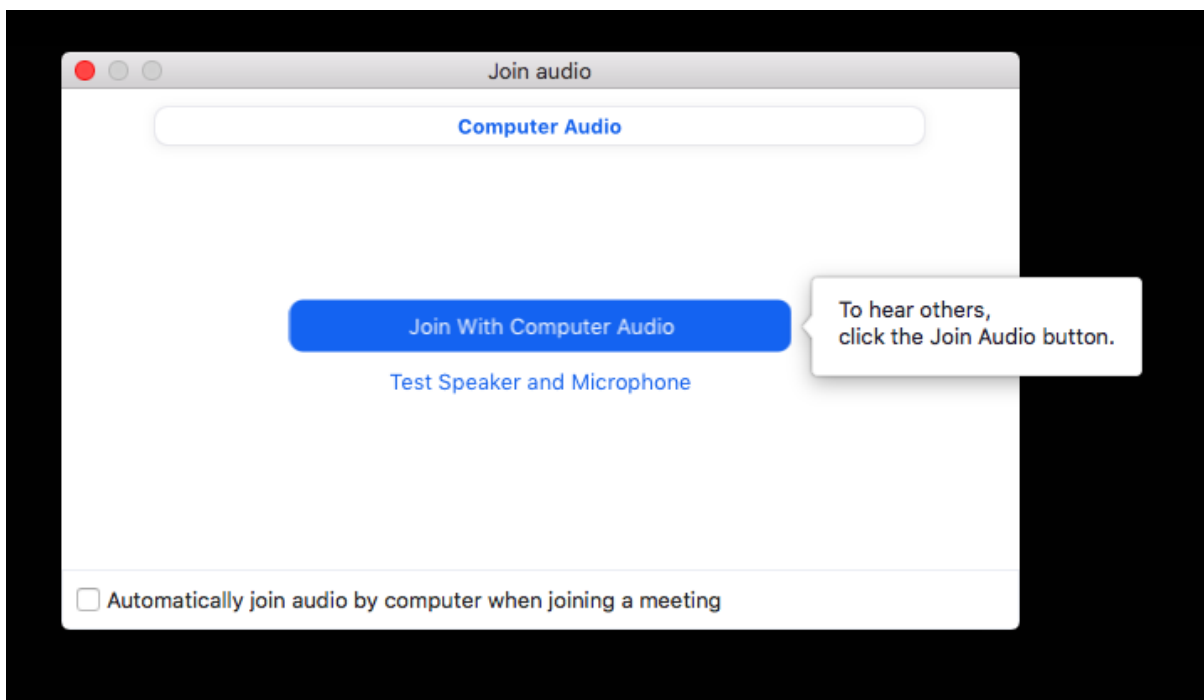 Join audio
Computer Audio
Join With Computer Audio
To hear others,
click the Join Audio button.
Test Speaker and Microphone
Automatically join audio by computer when joining a meeting